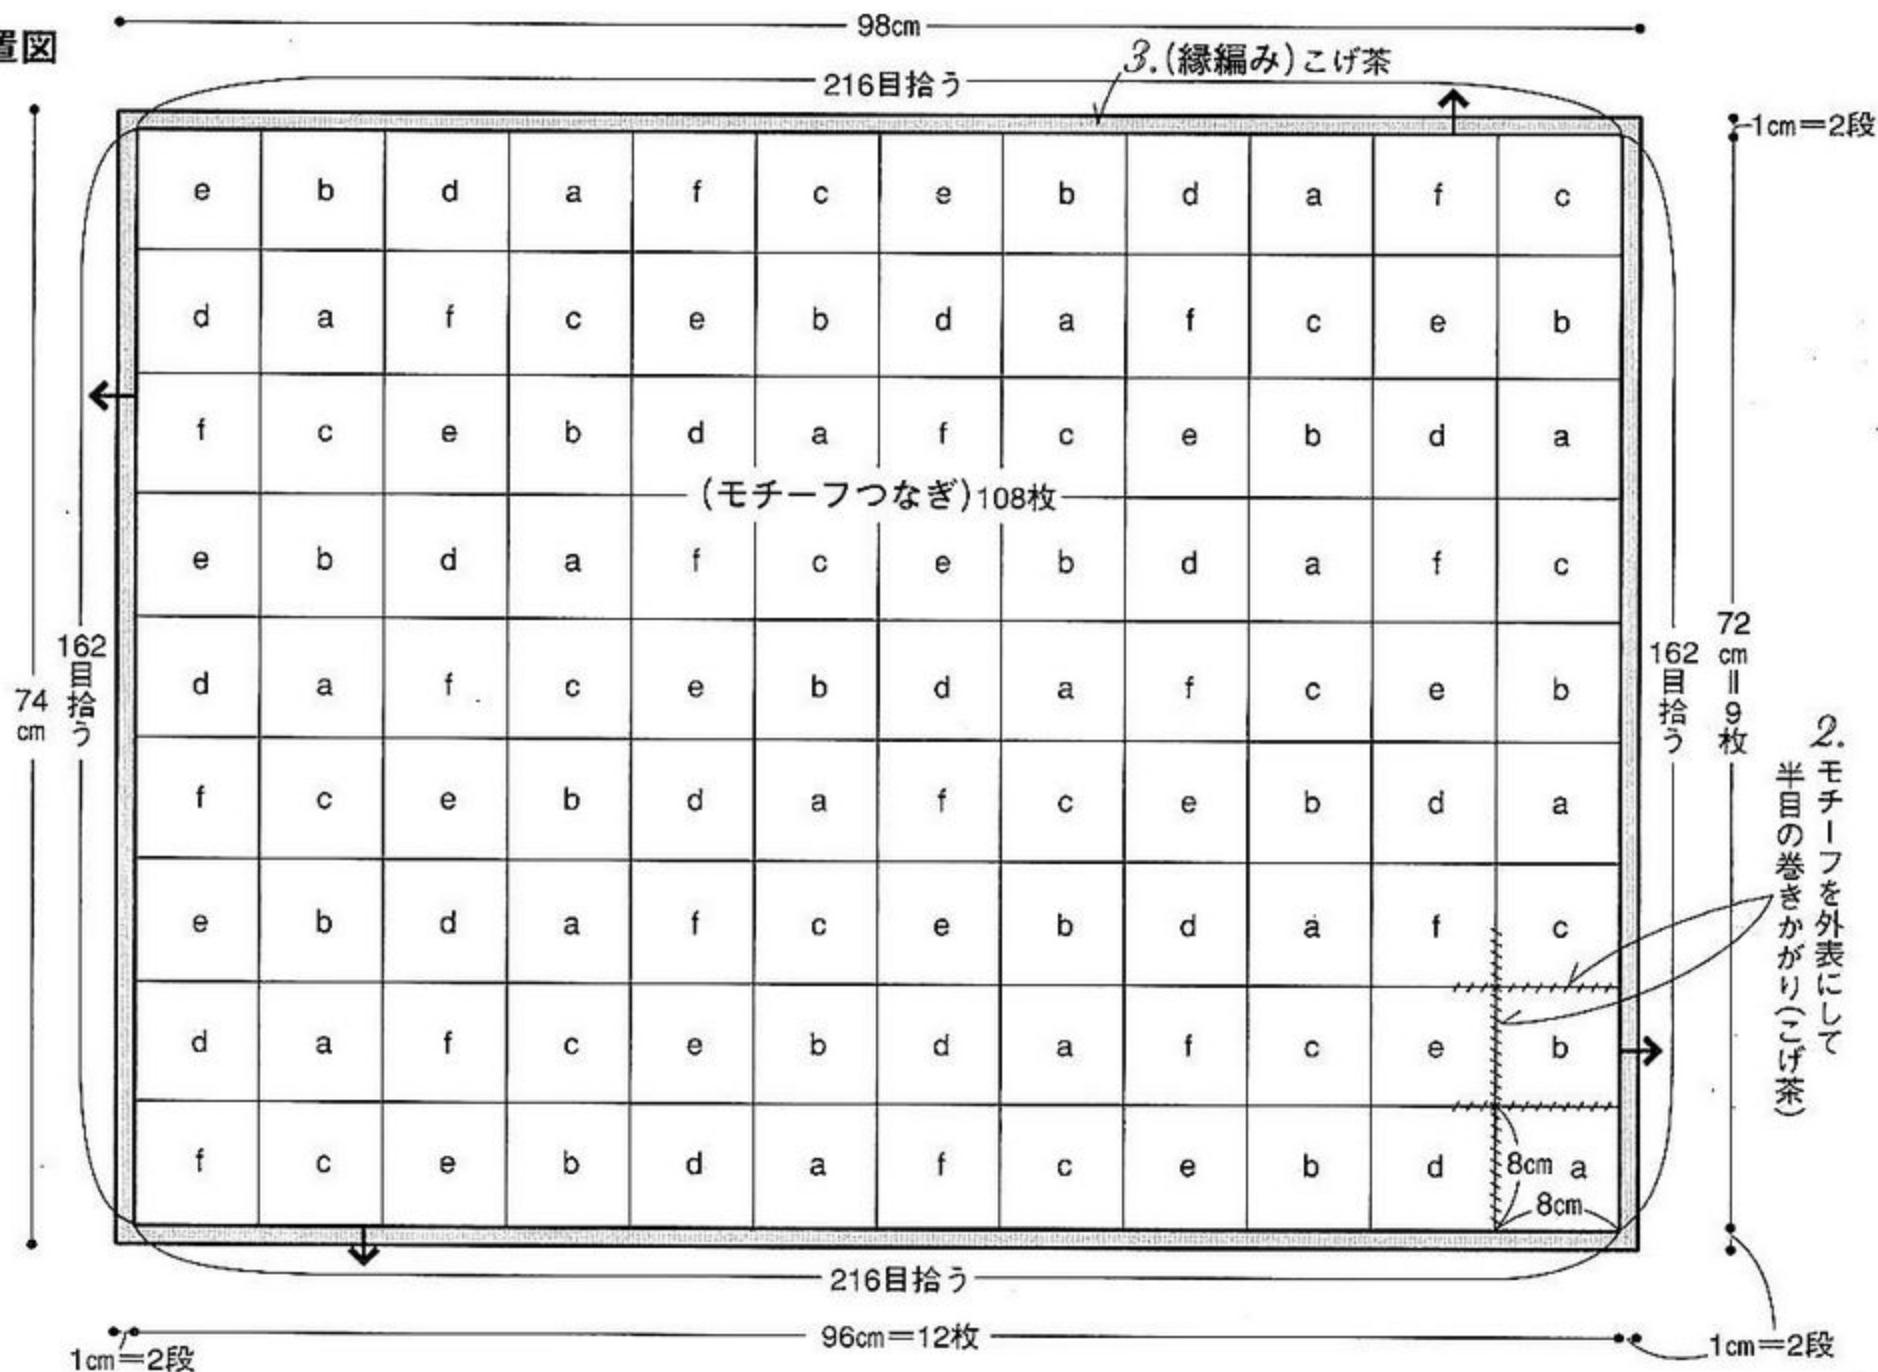 置図
98cm
3.(縁編み)こげ茶
216目拾う
1cm＝2段
e b d a f c e b d a f c
d a f c e b d a f c e b
f c e b d a f c e b d a
(モチーフつなぎ)108枚
e b d a f c e b d a f c
162目拾う
74cm
162目拾う
72cm＝9枚
d a f c e b d a f c e b
2.モチーフを外表にして
半目の巻きかがり(こげ茶)
f c e b d a f c e b d a
e b d a f c e b d a f c
d a f c e b d a f c e b
f c e b d a f c e b d a
8cm
8cm
216目拾う
96cm＝12枚
1cm＝2段
1cm＝2段